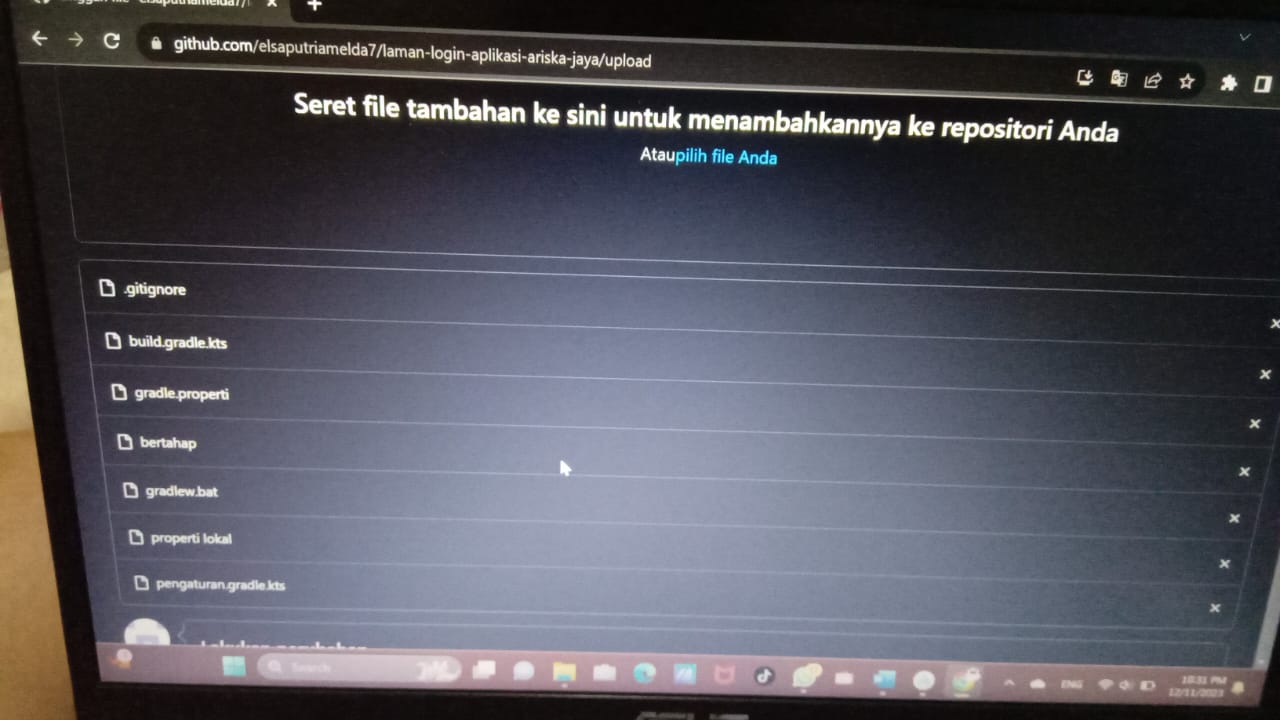 github.com/elsaputriamelda7/laman-login-aplikasi-ariska-jaya/upload
Seret file tambahan ke sini untuk menambahkannya ke repositori Anda
Ataupilih file Anda
.gitignore
build.gradle.kts
gradle.properti
bertahap
gradlew.bat
properti lokal
pengaturan.gradle.kts
Search
ENG
10:31 PM
12/11/2023